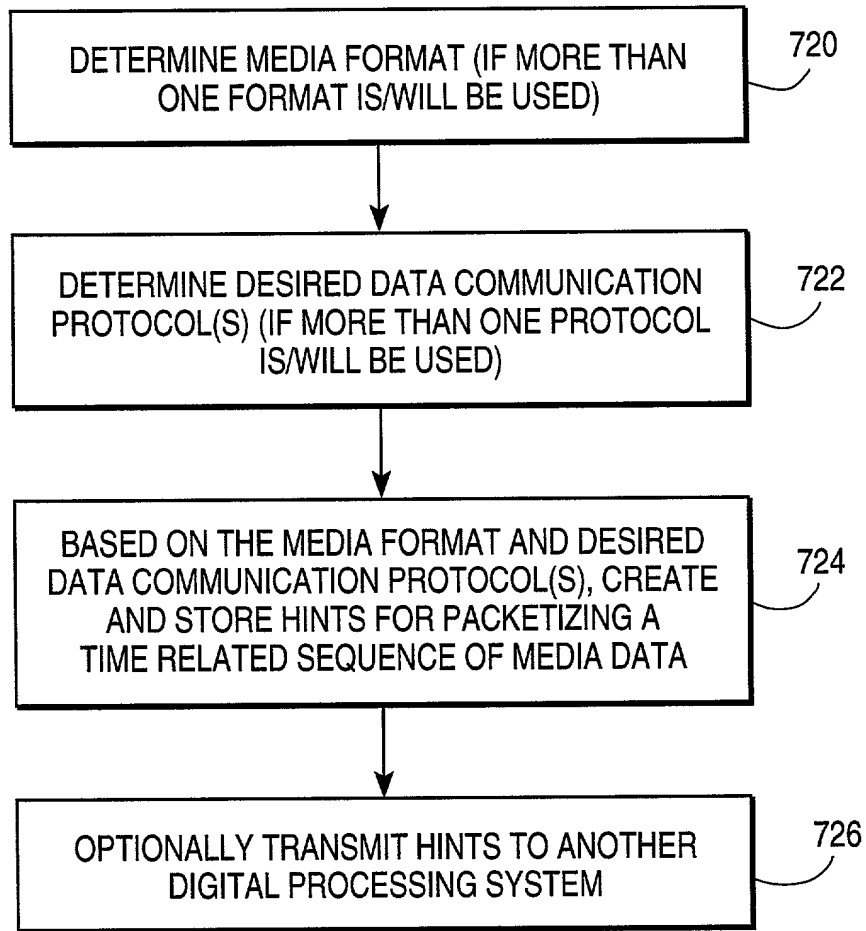 DETERMINE MEDIA FORMAT (IF MORE THAN
ONE FORMAT IS/WILL BE USED)
720
DETERMINE DESIRED DATA COMMUNICATION
PROTOCOL(S) (IF MORE THAN ONE PROTOCOL
IS/WILL BE USED)
722
BASED ON THE MEDIA FORMAT AND DESIRED
DATA COMMUNICATION PROTOCOL(S), CREATE
AND STORE HINTS FOR PACKETIZING A
TIME RELATED SEQUENCE OF MEDIA DATA
724
OPTIONALLY TRANSMIT HINTS TO ANOTHER
DIGITAL PROCESSING SYSTEM
726